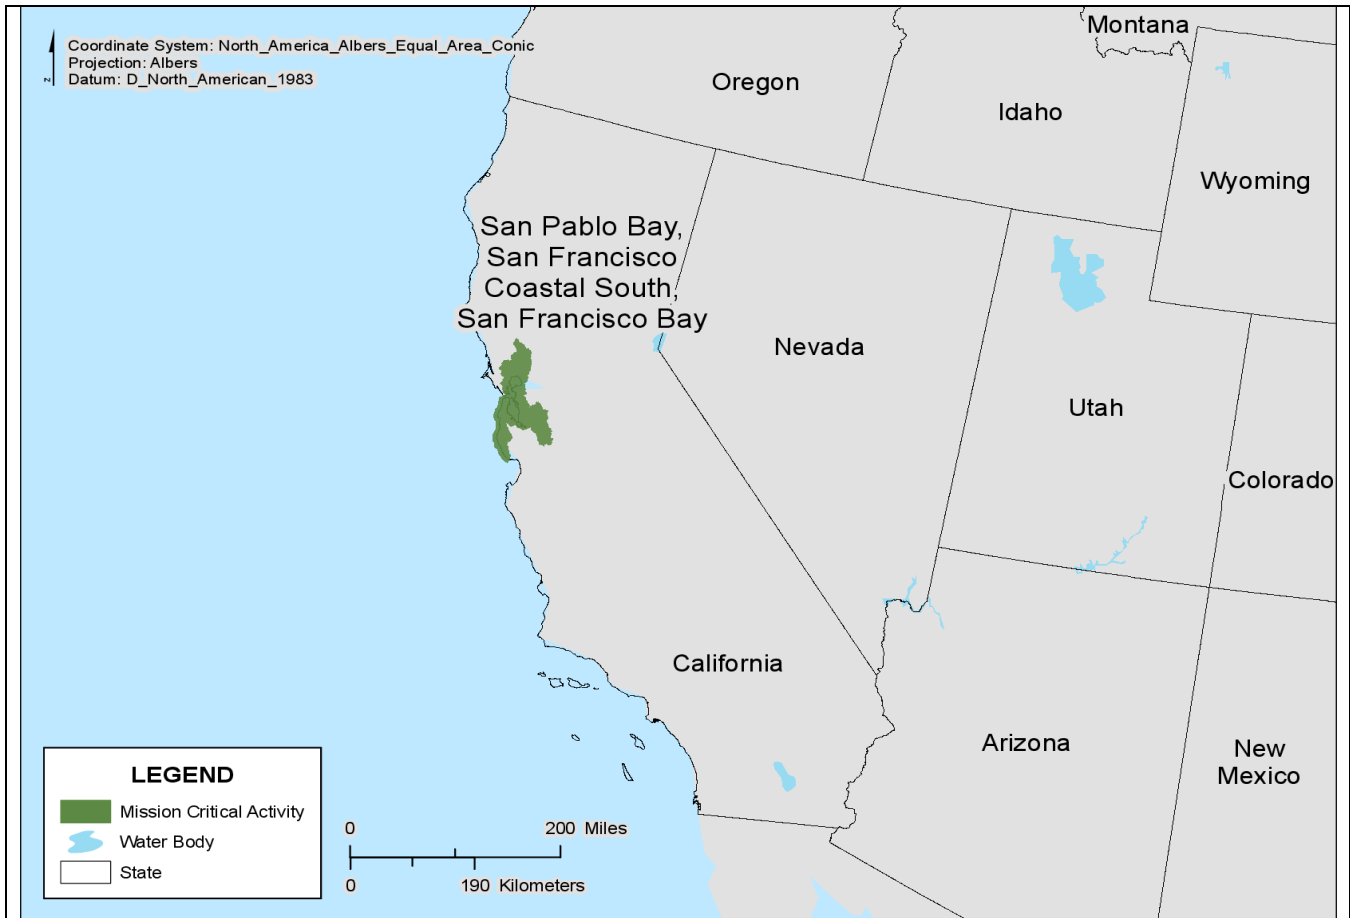 Coordinate System: North_America_Albers_Equal_Area_Conic
Projection: Albers
Datum: D_North_American_1983
z
Montana
Oregon
Idaho
Wyoming
San Pablo Bay,
San Francisco
Coastal South,
San Francisco Bay
Nevada
Utah
Colorado
California
Arizona
New
Mexico
LEGEND
Mission Critical Activity
Water Body
State
0 200 Miles
0 190 Kilometers